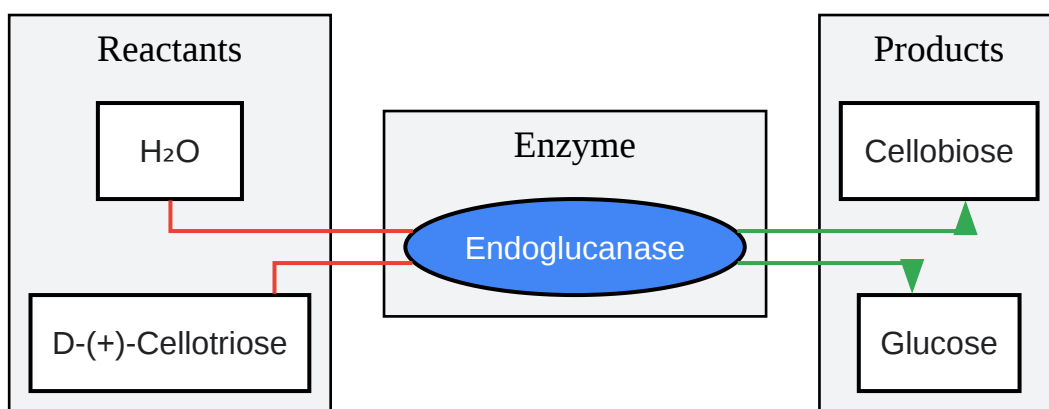 Reactants
H₂O
D-(+)-Cellotriose
Enzyme
Endoglucanase
Products
Cellobiose
Glucose